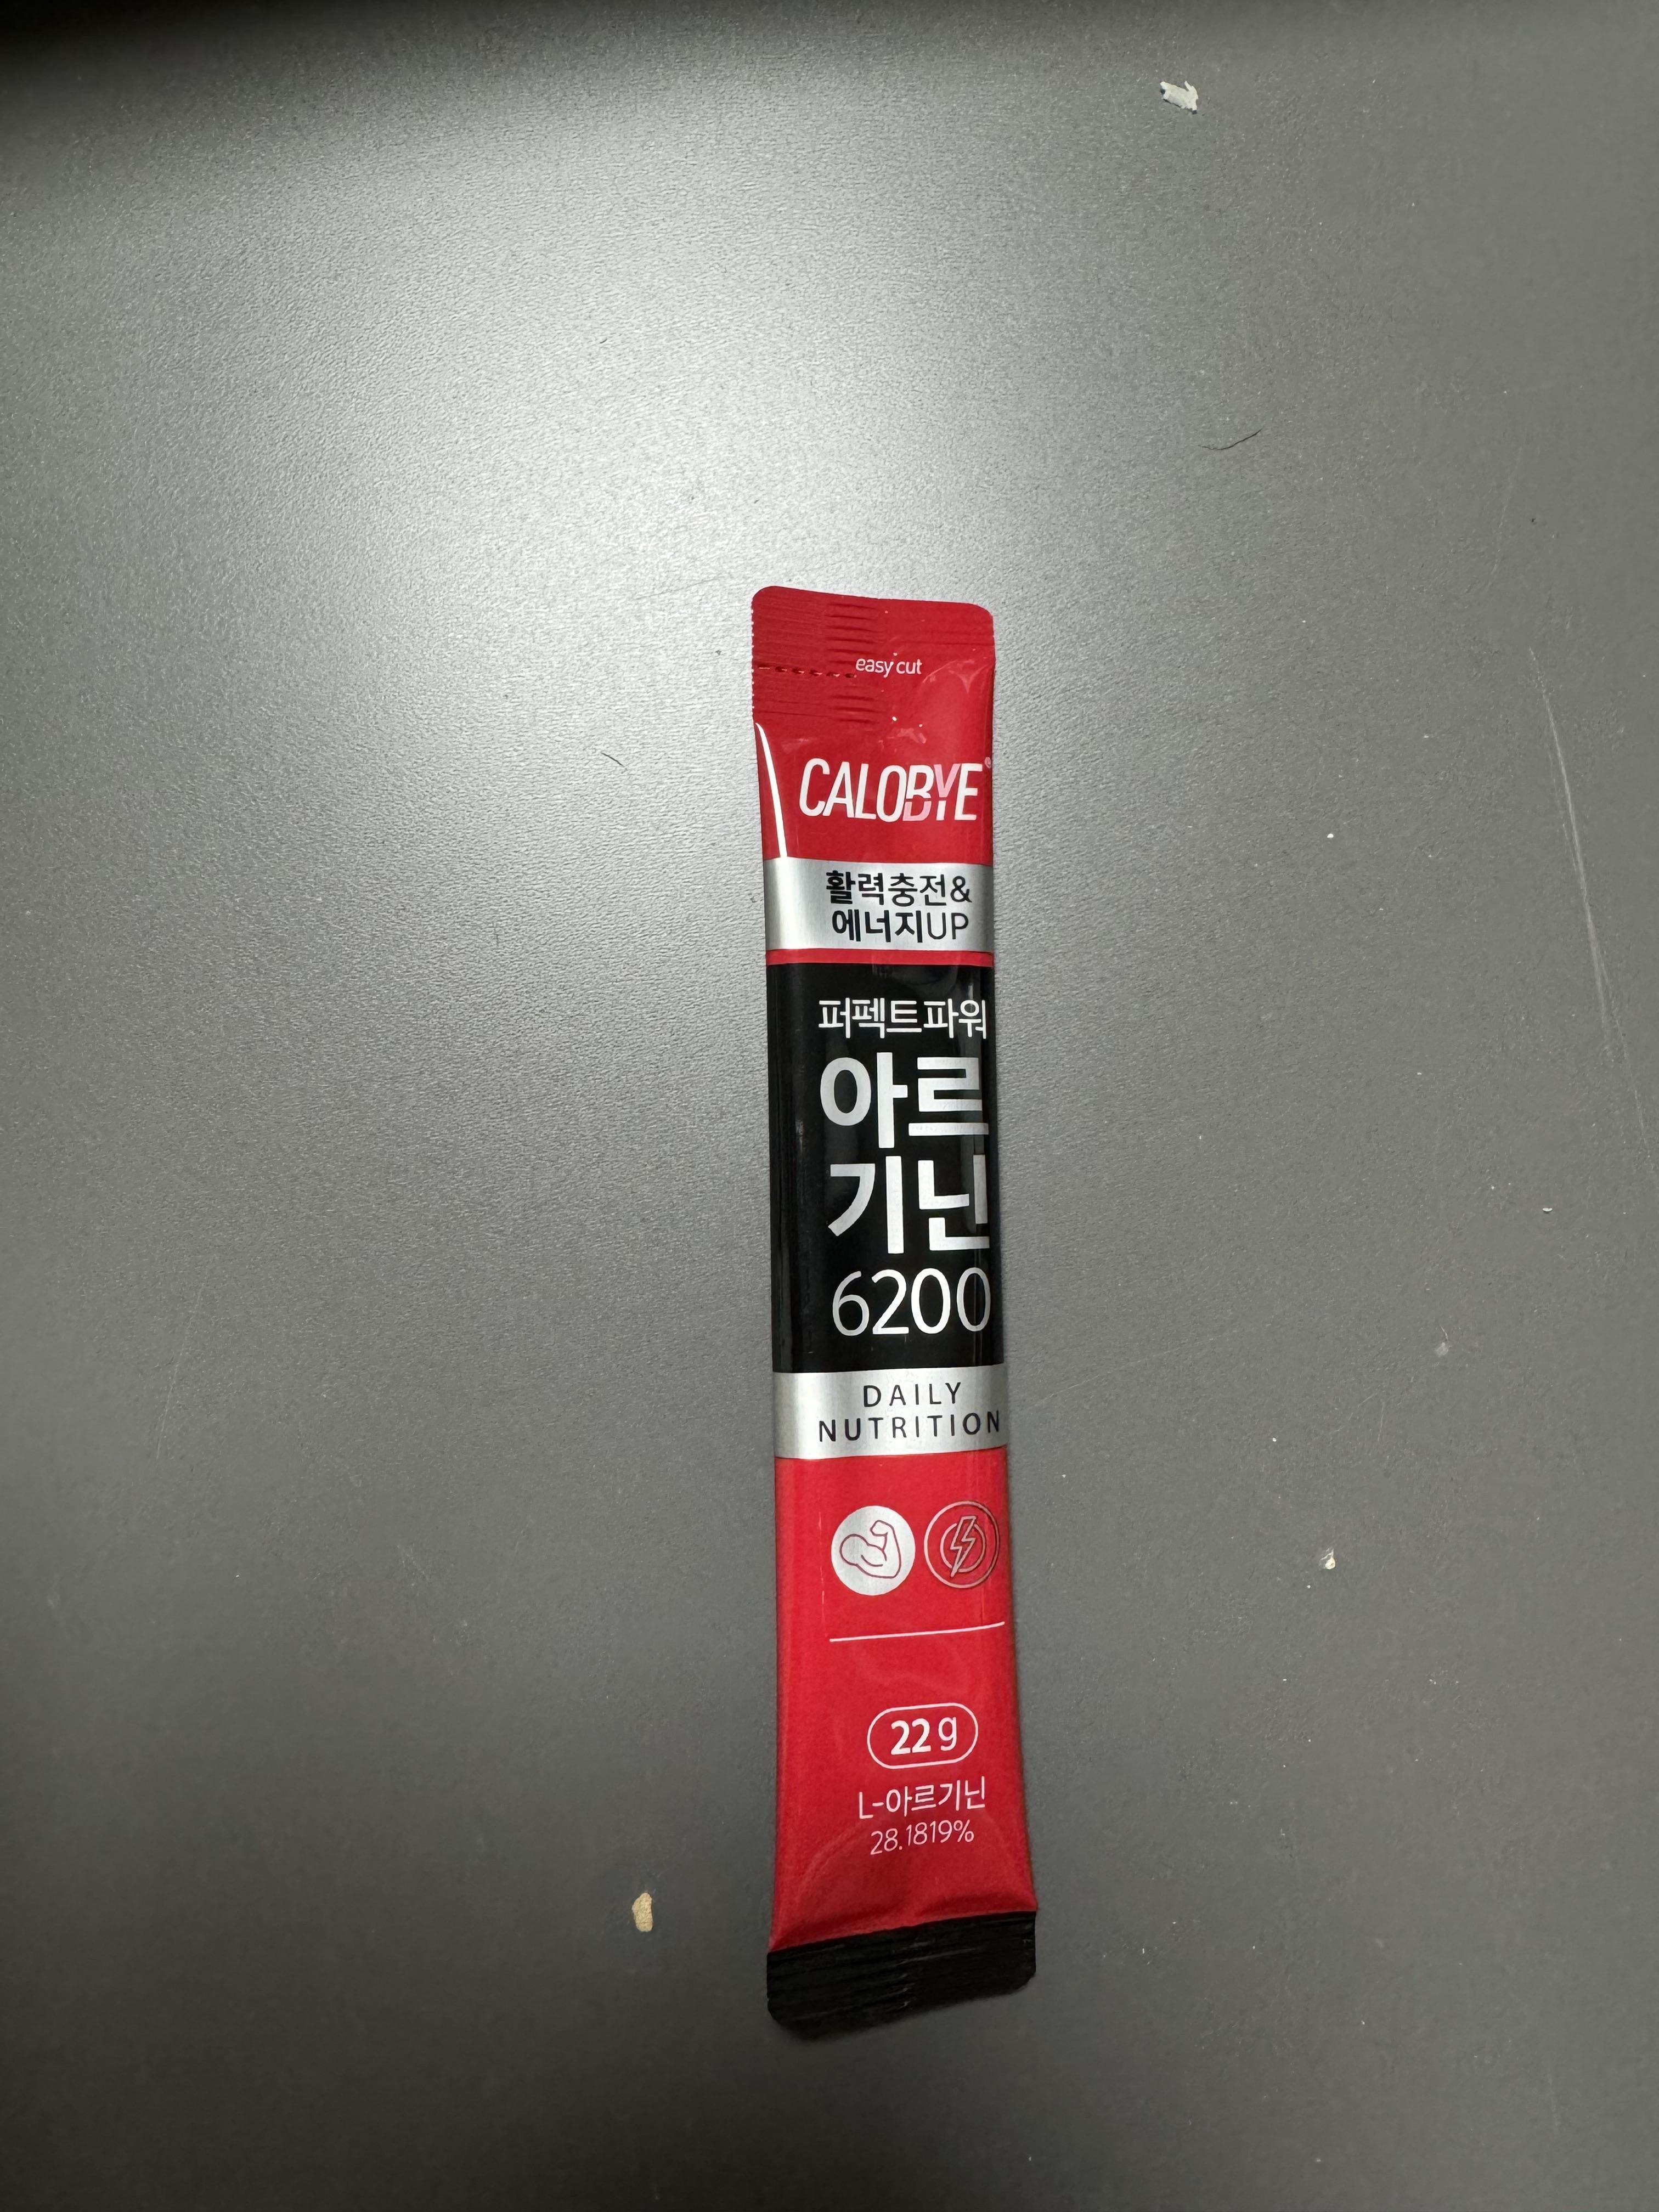 easy cut
CALOBYE®
활력충전&
에너지UP
퍼펙트파워
아르
기닌
6200
DAILY
NUTRITION
22g
L-아르기닌
28.1819%